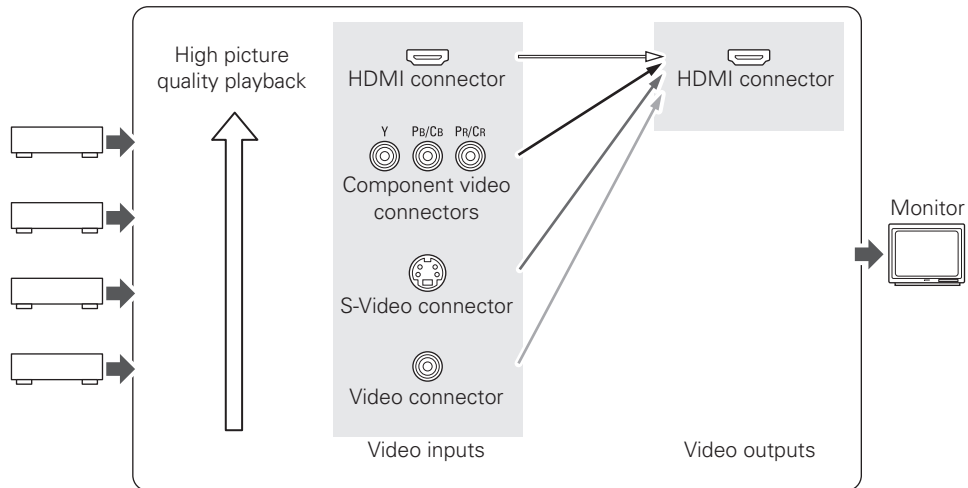 High picture
quality playback
HDMI connector
HDMI connector
Y PB/CB PR/CR
Component video
connectors
Monitor
S-Video connector
Video connector
Video inputs
Video outputs